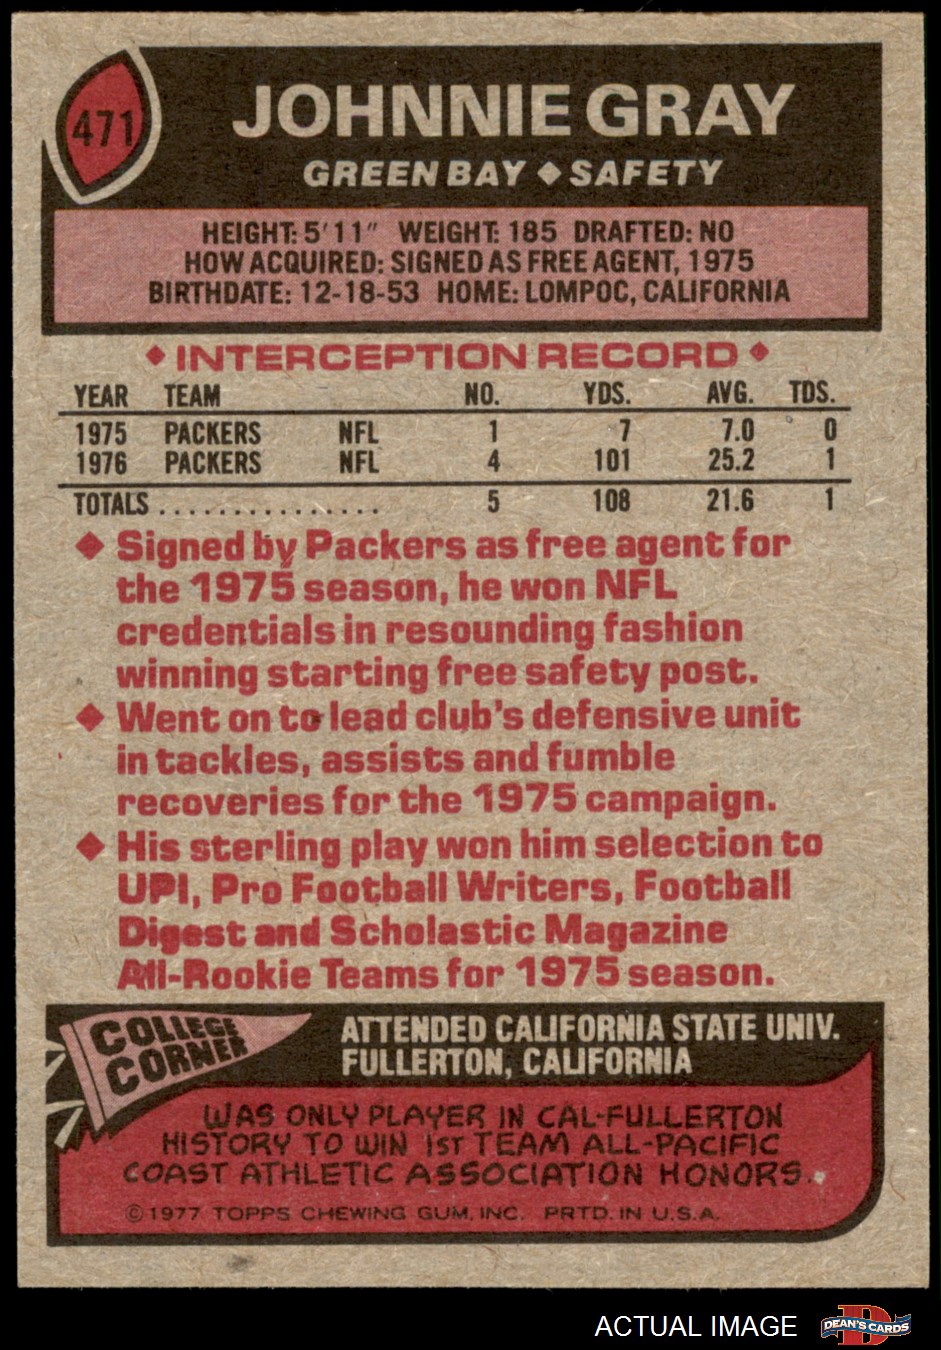 471
JOHNNIE GRAY
GREEN BAY ◆ SAFETY
HEIGHT: 5'11" WEIGHT: 185 DRAFTED: NO
HOW ACQUIRED: SIGNED AS FREE AGENT, 1975
BIRTHDATE: 12-18-53 HOME: LOMPOC, CALIFORNIA
◆ INTERCEPTION RECORD ◆
YEAR TEAM NO. YDS. AVG. TDS.
1975 PACKERS NFL 1 7 7.0 0
1976 PACKERS NFL 4 101 25.2 1
TOTALS . . . . . . . . . . . . . . . 5 108 21.6 1
◆ Signed by Packers as free agent for
the 1975 season, he won NFL
credentials in resounding fashion
winning starting free safety post.
◆ Went on to lead club's defensive unit
in tackles, assists and fumble
recoveries for the 1975 campaign.
◆ His sterling play won him selection to
UPI, Pro Football Writers, Football
Digest and Scholastic Magazine
All-Rookie Teams for 1975 season.
COLLEGE
CORNER
ATTENDED CALIFORNIA STATE UNIV.
FULLERTON, CALIFORNIA
WAS ONLY PLAYER IN CAL-FULLERTON
HISTORY TO WIN 1ST TEAM ALL-PACIFIC
COAST ATHLETIC ASSOCIATION HONORS.
© 1977 TOPPS CHEWING GUM, INC. PRTD. IN U.S.A.
ACTUAL IMAGE
D
DEAN'S CARDS